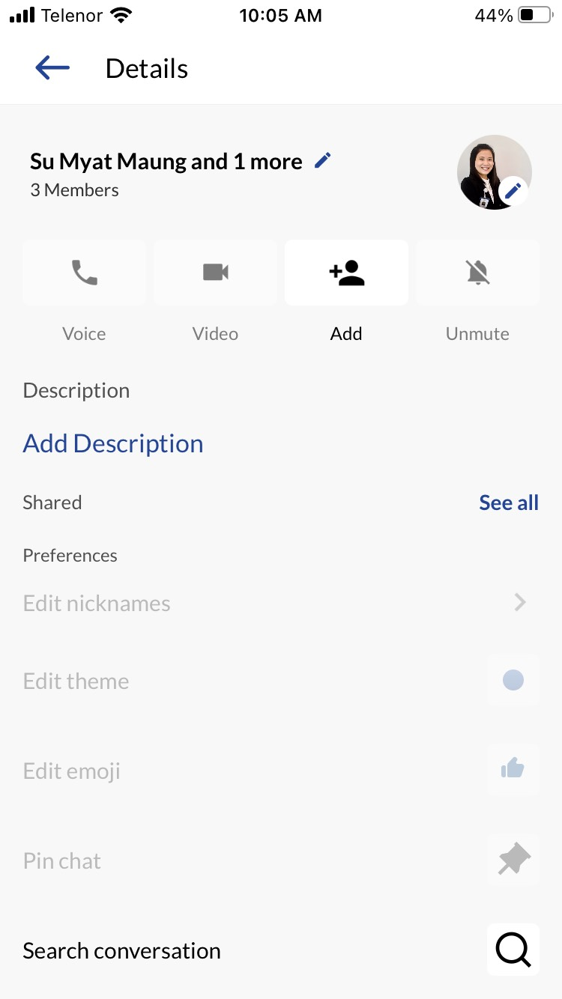 Telenor 10:05 AM 44%
Details
Su Myat Maung and 1 more
3 Members
Voice Video Add Unmute
Description
Add Description
Shared See all
Preferences
Edit nicknames
Edit theme
Edit emoji
Pin chat
Search conversation